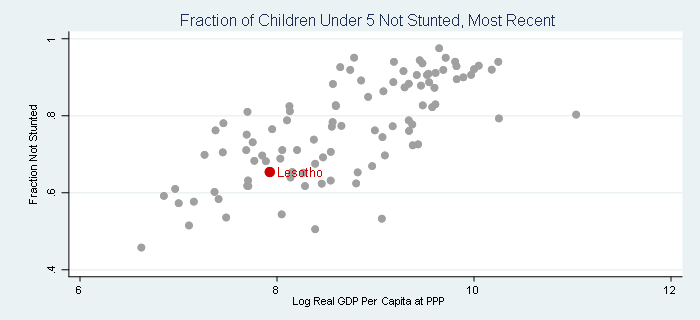 Fraction of Children Under 5 Not Stunted, Most Recent
Fraction Not Stunted
1
.8
.6
.4
Lesotho
6
8
10
12
Log Real GDP Per Capita at PPP